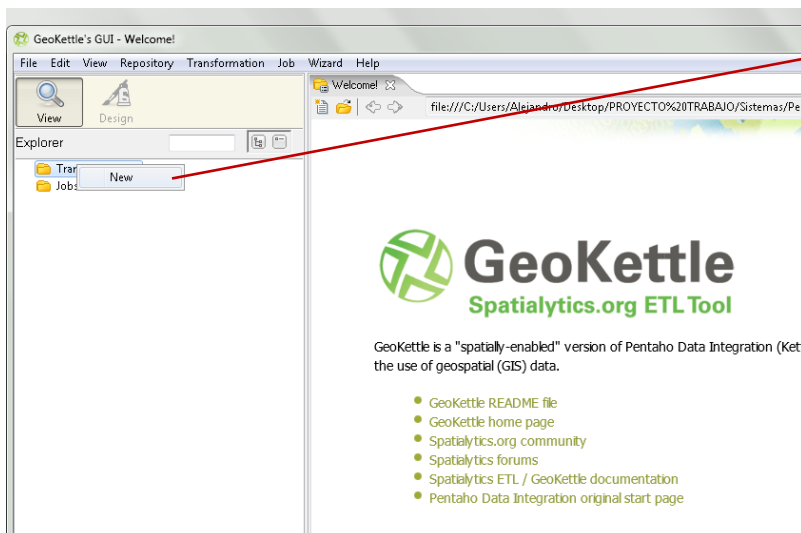 GeoKettle's GUI - Welcome!
File Edit View Repository Transformation Job Wizard Help
View
Design
Explorer
Tran
New
Jobs
Welcome!
file:///C:/Users/Alejandro/Desktop/PROYECTO%20TRABAJO/Sistemas/Pe
GeoKettle
Spatialytics.org ETL Tool
GeoKettle is a "spatially-enabled" version of Pentaho Data Integration (Ket
the use of geospatial (GIS) data.
GeoKettle README file
GeoKettle home page
Spatialytics.org community
Spatialytics forums
Spatialytics ETL / GeoKettle documentation
Pentaho Data Integration original start page